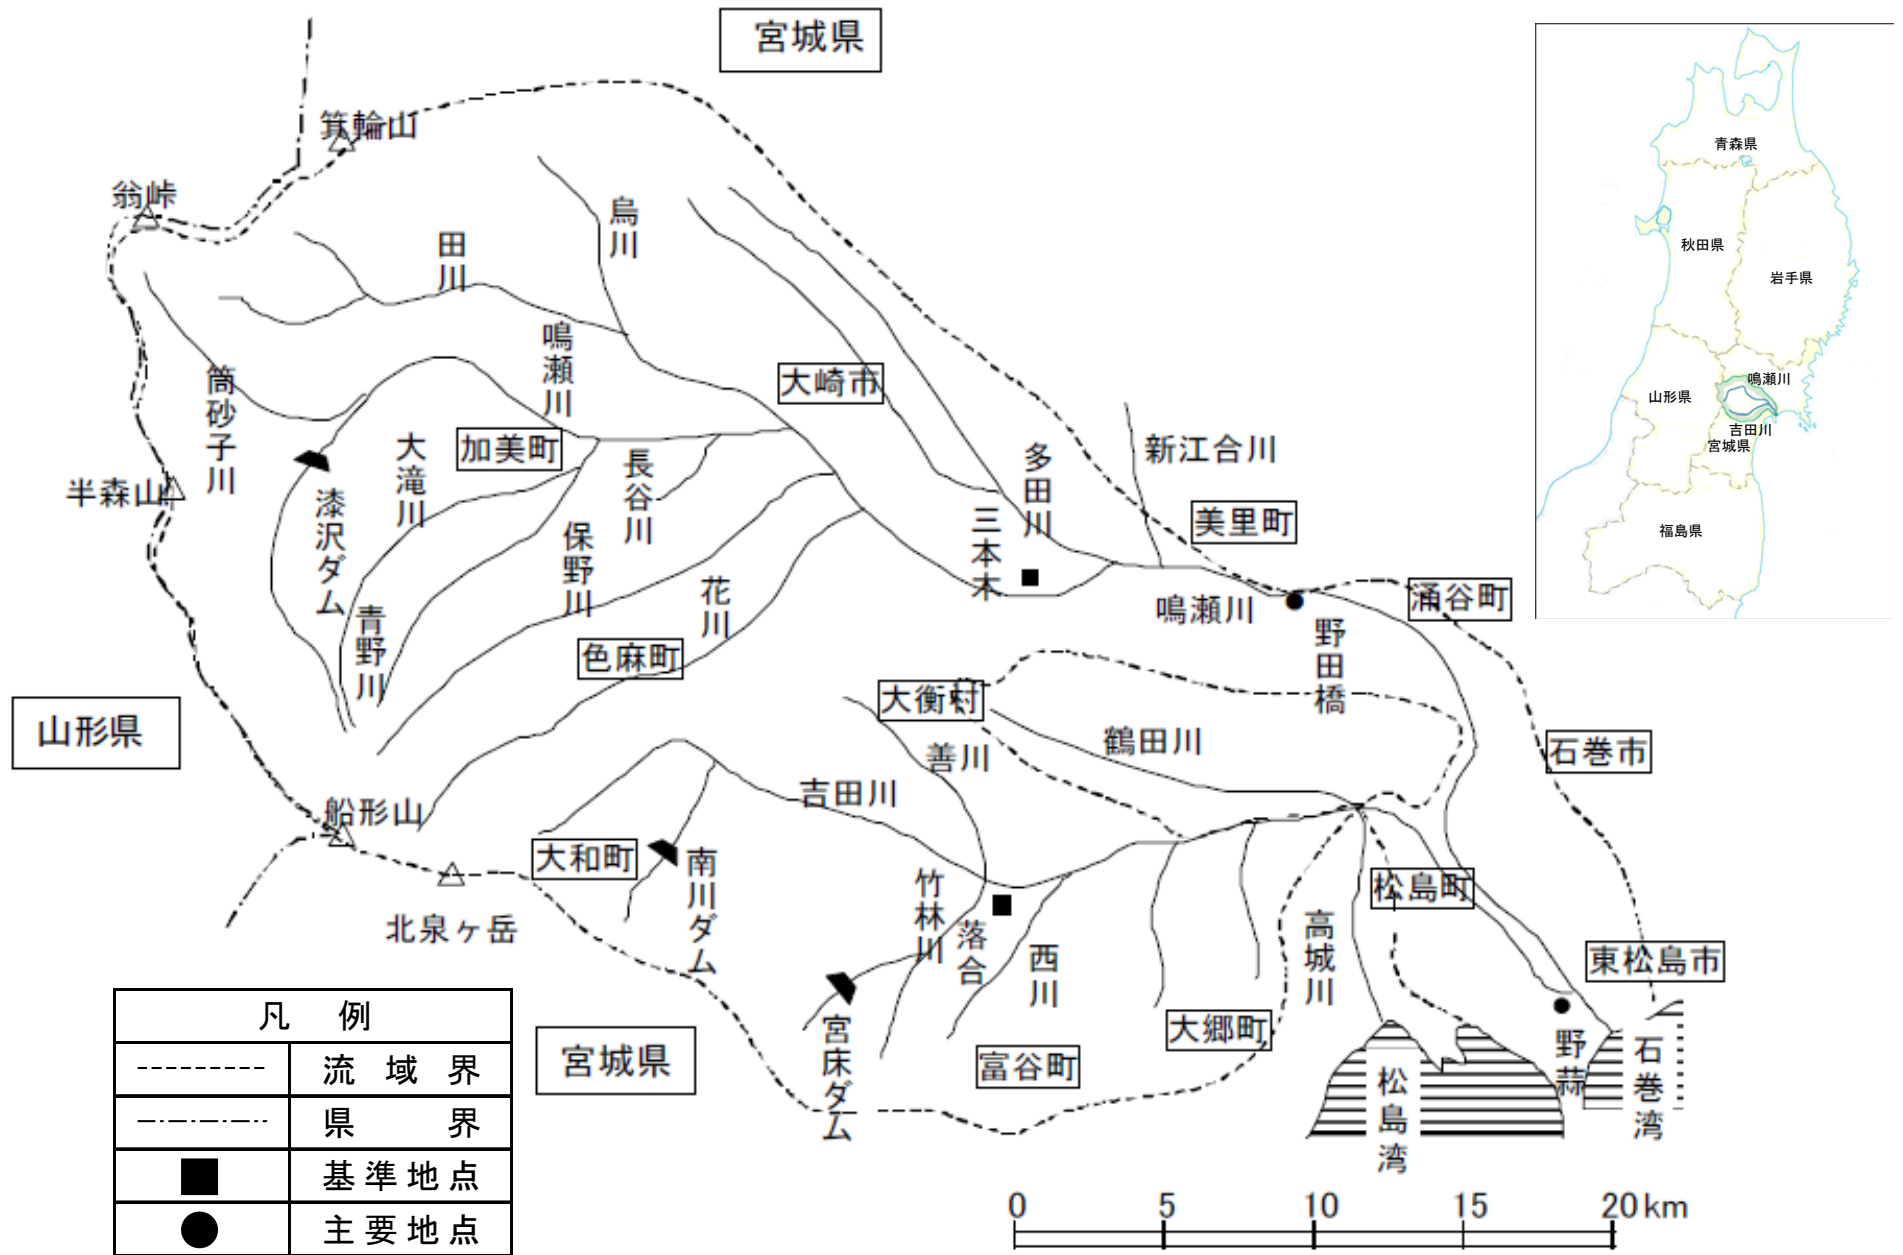 宮城県
箕輪山
翁峠
烏川
田川
鳴瀬川
筒砂子川
大崎市
加美町
大滝川
長谷川
多田川
新江合川
半森山
漆沢ダム
保野川
三本木
美里町
青野川
花川
鳴瀬川
涌谷町
色麻町
野田橋
山形県
大衡村
善川
鶴田川
石巻市
吉田川
船形山
大和町
南川ダム
竹林川
落合
西川
高城川
松島町
北泉ヶ岳
東松島市
宮床ダム
大郷町
富谷町
宮城県
野蒜
石巻湾
松島湾
凡 例
流 域 界
県 界
基準地点
主要地点
0 5 10 15 20km
青森県
秋田県
岩手県
山形県
鳴瀬川
吉田川
宮城県
福島県